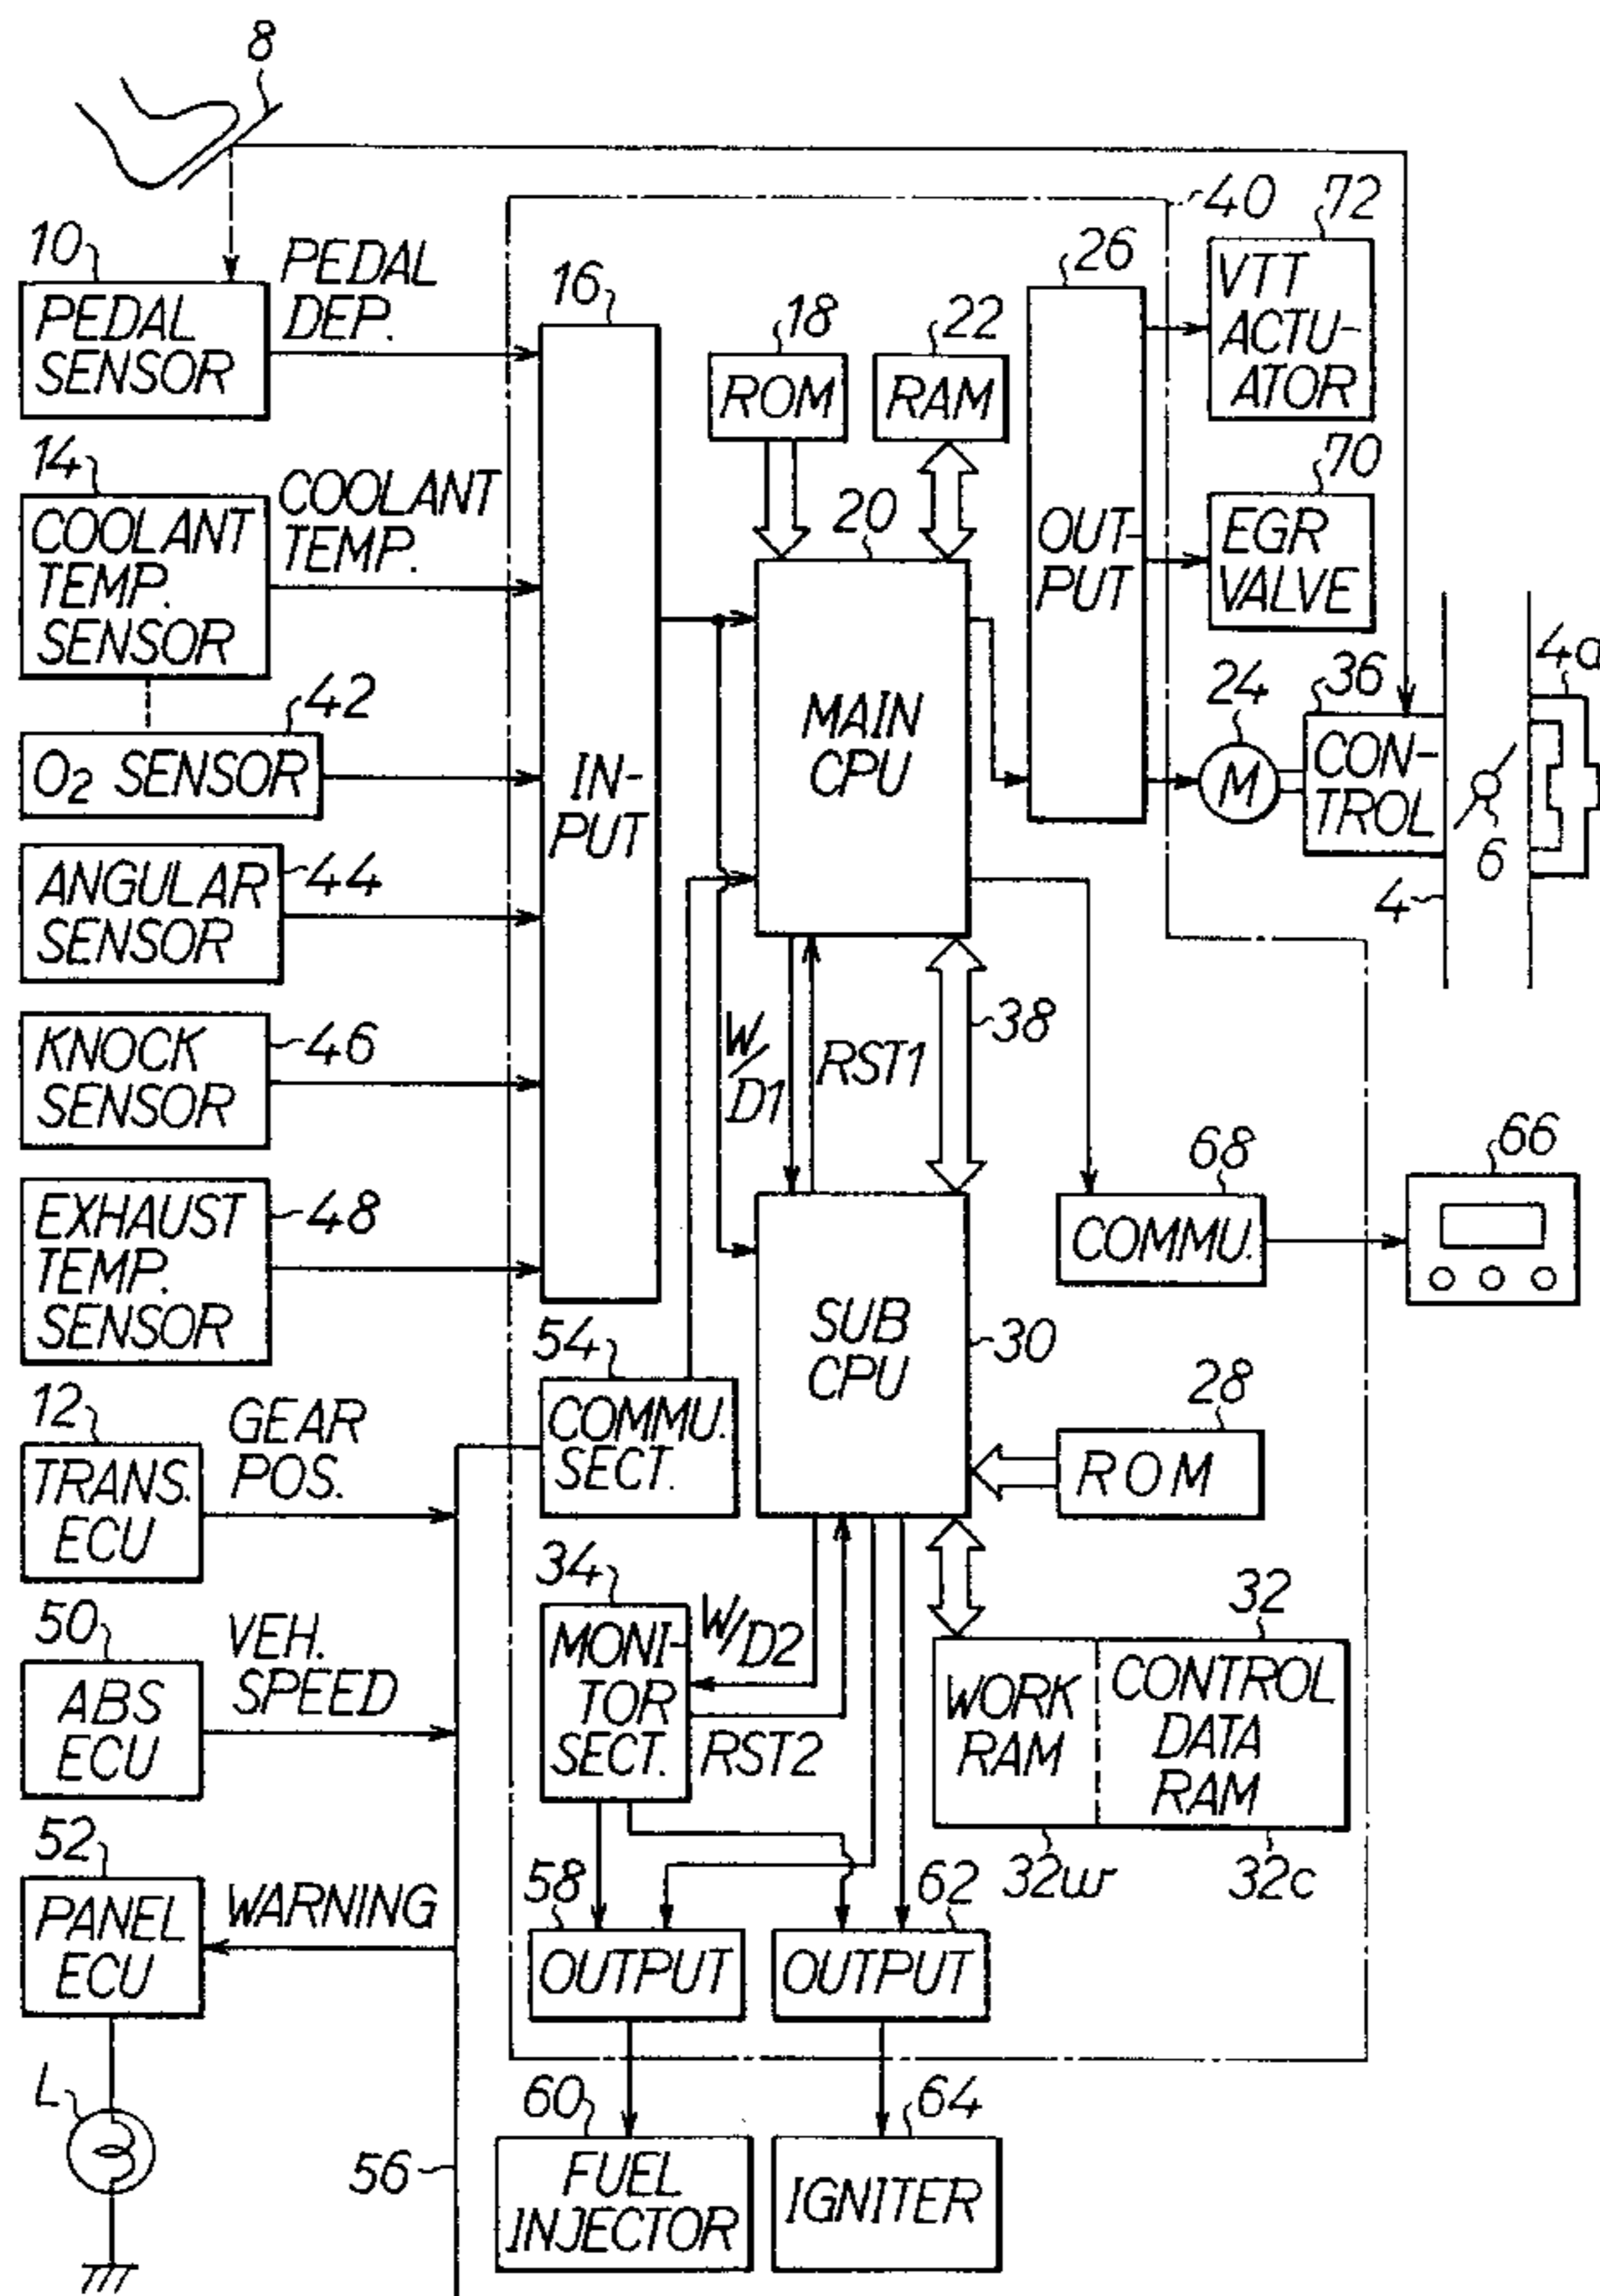 8
40
72
10
PEDAL
DEP.
16
26
VTT
ACTU-
ATOR
PEDAL
SENSOR
18
22
ROM
RAM
14
COOLANT
TEMP.
70
COOLANT
TEMP.
SENSOR
20
OUT-
PUT
EGR
VALVE
42
MAIN
CPU
24
36
4a
O2 SENSOR
IN-
PUT
M
CON-
TROL
6
ANGULAR
SENSOR
44
4
KNOCK
SENSOR
46
W/
D1
RST1
38
68
66
EXHAUST
TEMP.
SENSOR
48
COMMU.
54
SUB
CPU
30
12
GEAR
POS.
COMMU.
SECT.
28
TRANS.
ECU
ROM
34
50
VEH.
SPEED
MONI-
TOR
SECT.
W/D2
32
ABS
ECU
RST2
WORK
RAM
CONTROL
DATA
RAM
52
58
62
32w
32c
PANEL
ECU
WARNING
OUTPUT
OUTPUT
L
60
64
56
FUEL
INJECTOR
IGNITER